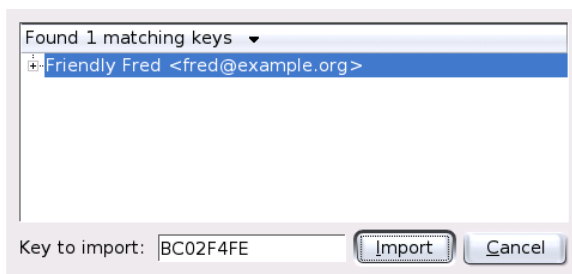 Found 1 matching keys
Friendly Fred <fred@example.org>
Key to import: BC02F4FE Import Cancel